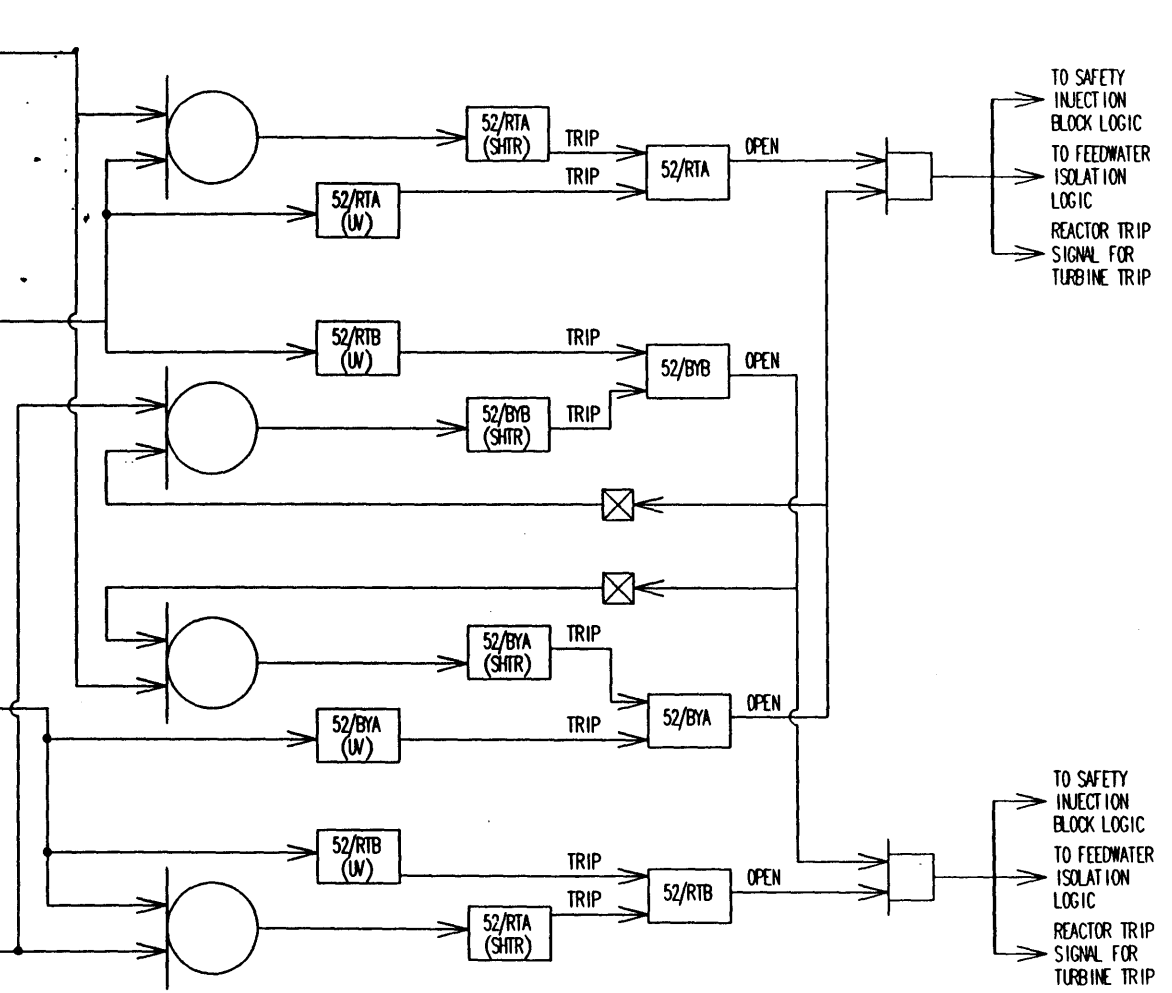 TO SAFETY
INJECTION
BLOCK LOGIC
52/RTA
(SHTR)
TRIP
OPEN
TO FEEDWATER
ISOLATION
LOGIC
52/RTA
TRIP
52/RTA
(UV)
REACTOR TRIP
SIGNAL FOR
TURBINE TRIP
52/RTB
(UV)
TRIP
52/BYB
OPEN
52/BYB
(SHTR)
TRIP
52/BYA
(SHTR)
TRIP
52/BYA
OPEN
52/BYA
(UV)
TRIP
TO SAFETY
INJECTION
BLOCK LOGIC
52/RTB
(UV)
TRIP
TO FEEDWATER
ISOLATION
LOGIC
52/RTB
OPEN
TRIP
52/RTA
(SHTR)
REACTOR TRIP
SIGNAL FOR
TURBINE TRIP